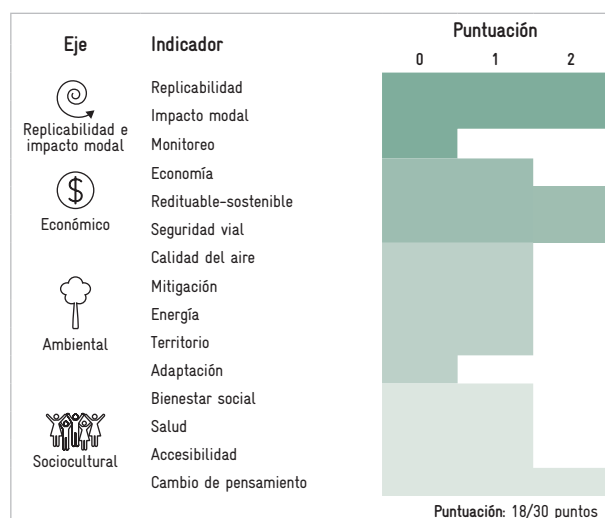 Eje
Indicador
Puntuación
0 1 2
Replicabilidad e
impacto modal
Replicabilidad
Impacto modal
Monitoreo
Económico
Economía
Redituable-sostenible
Seguridad vial
Ambiental
Calidad del aire
Mitigación
Energía
Territorio
Adaptación
Sociocultural
Bienestar social
Salud
Accesibilidad
Cambio de pensamiento
Puntuación: 18/30 puntos